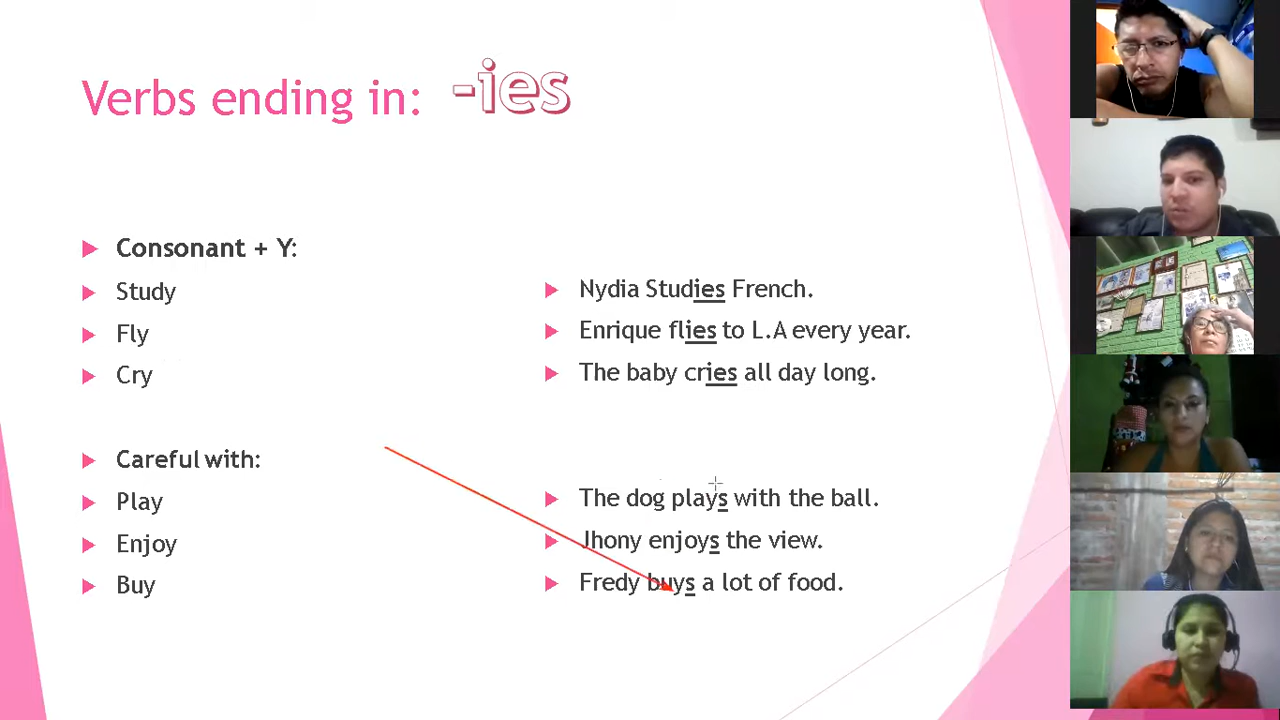 Verbs ending in: -ies
Consonant + Y:
Study
Fly
Cry
Nydia Studies French.
Enrique flies to L.A every year.
The baby cries all day long.
Careful with:
Play
Enjoy
Buy
The dog plays with the ball.
Jhony enjoys the view.
Fredy buys a lot of food.